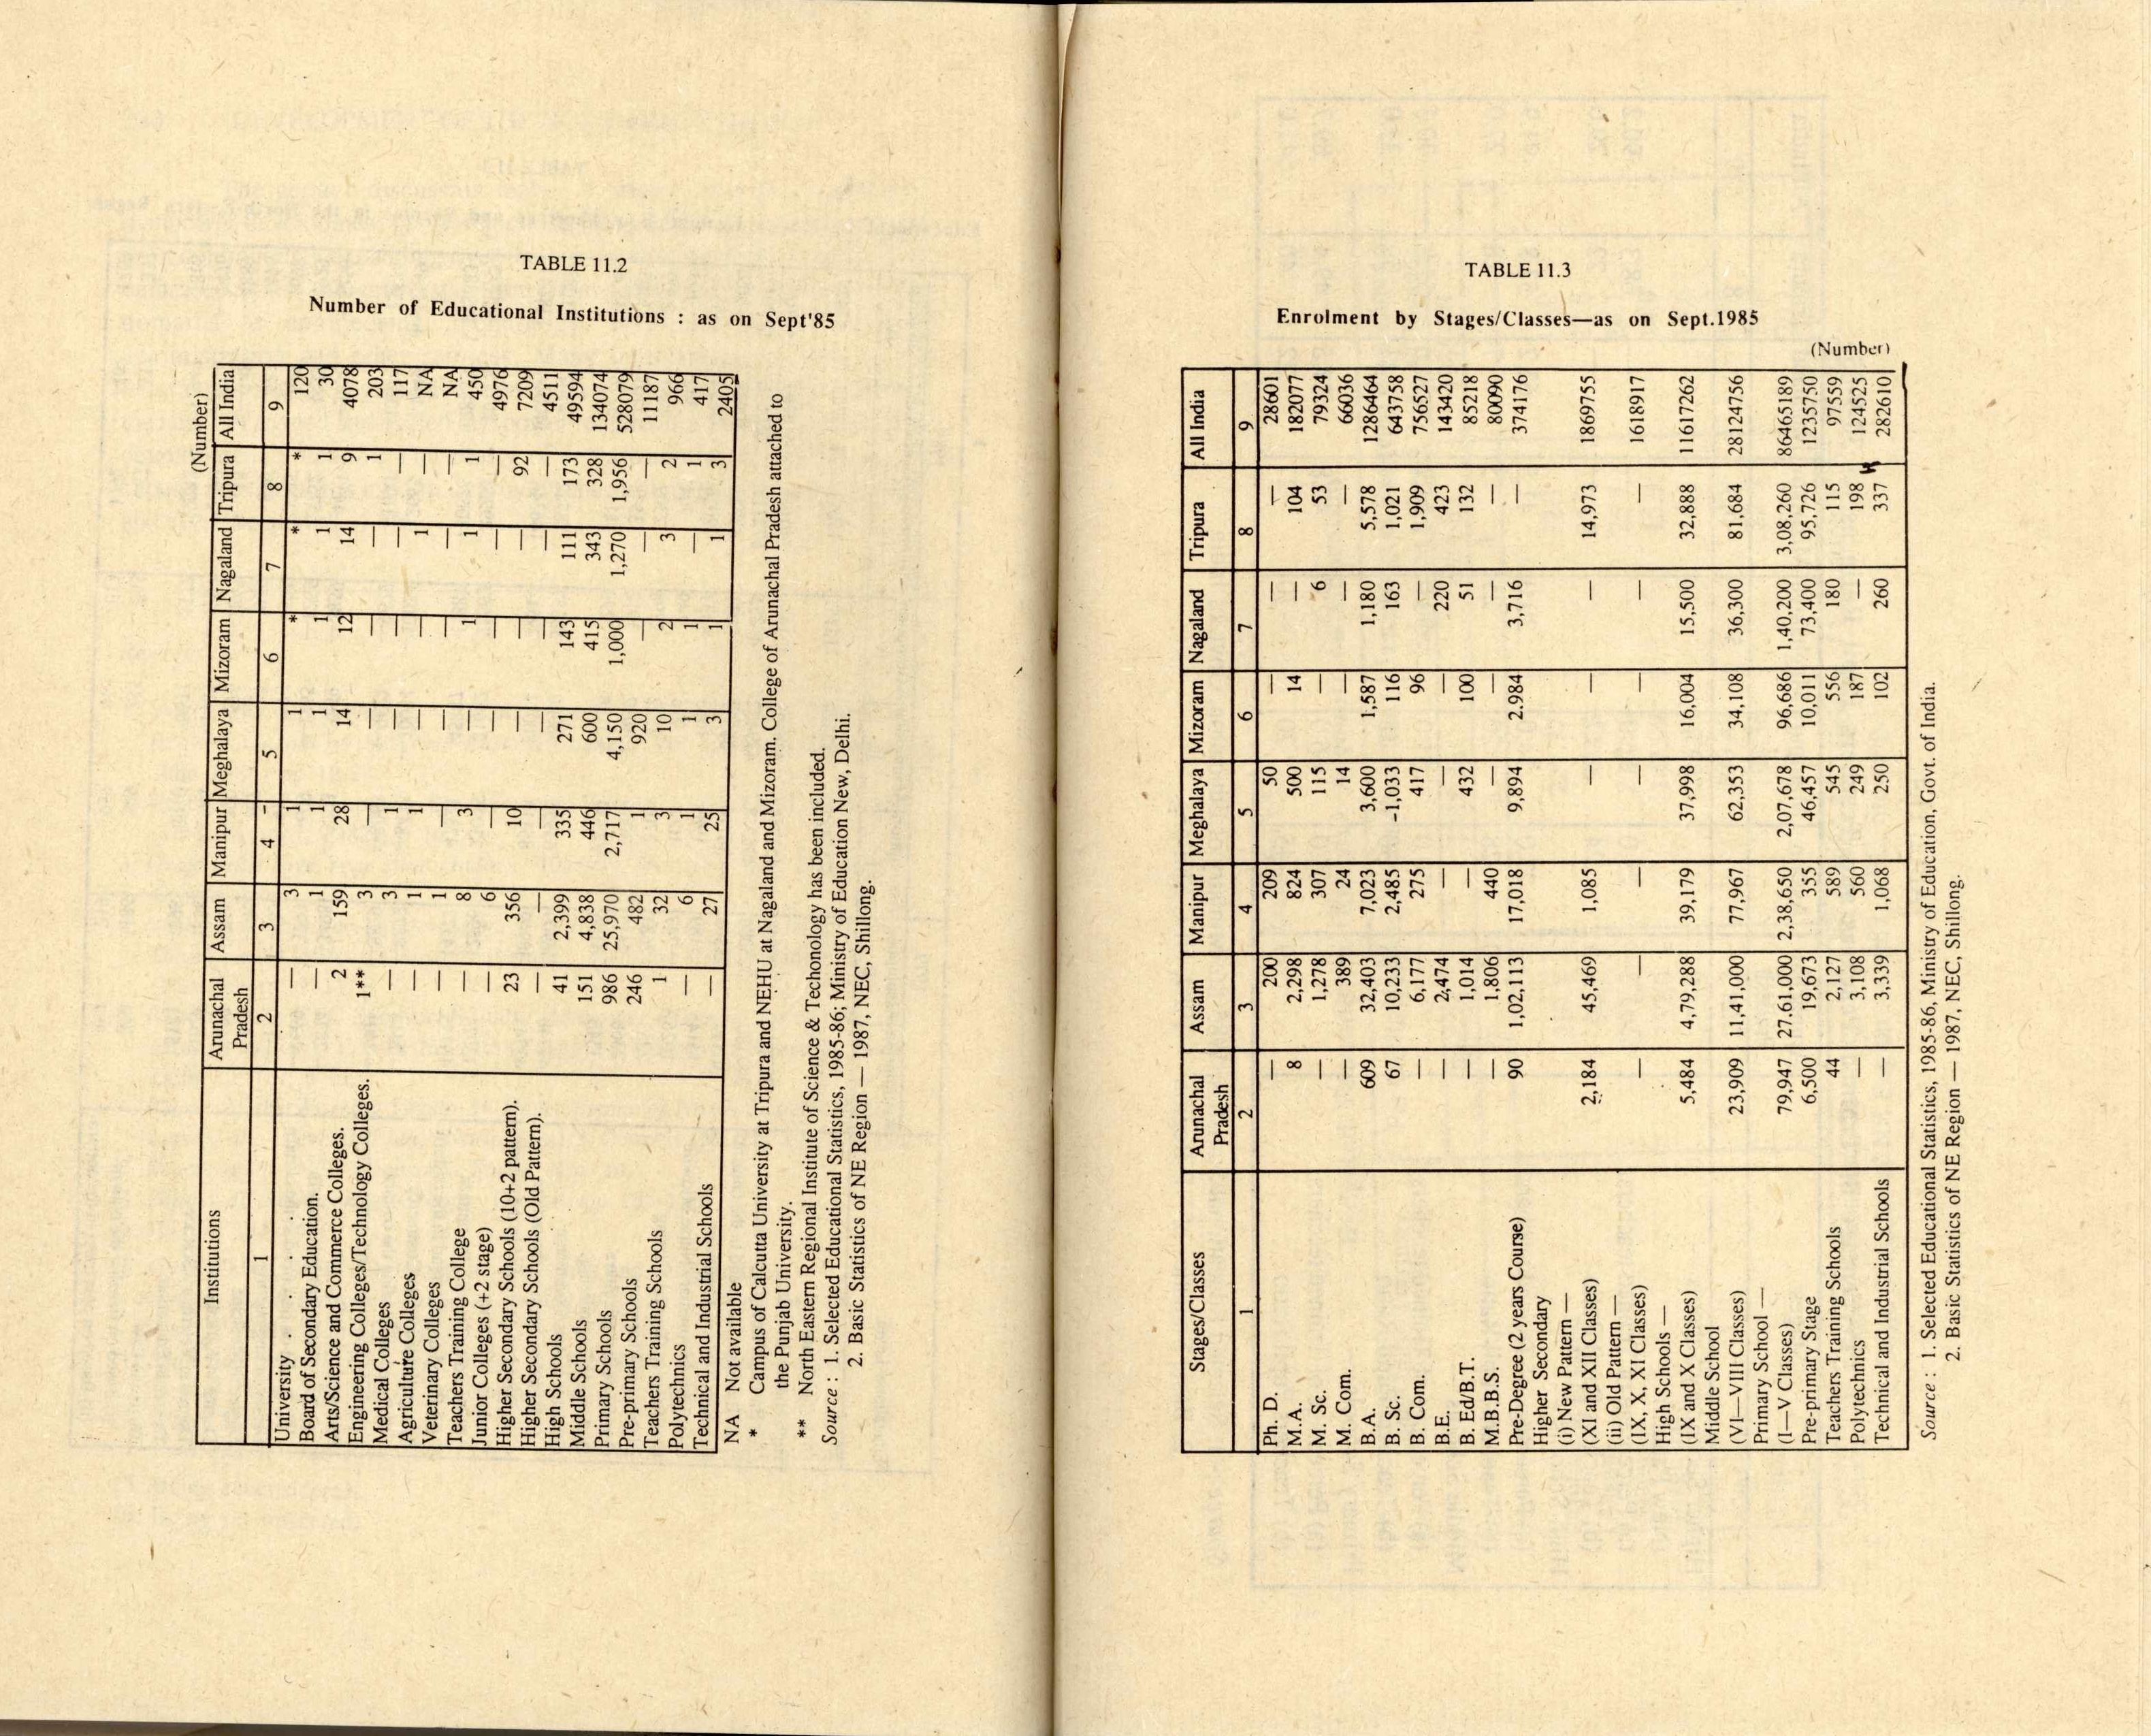 TABLE 11.2
Number of Educational Institutions : as on Sept'85
(Number)
Institutions Arunachal Pradesh Assam Manipur Meghalaya Mizoram Nagaland Tripura All India
1 2 3 4 5 6 7 8 9
University — 3 1 1 * * * 120
Board of Secondary Education. — 1 1 1 1 1 1 30
Arts/Science and Commerce Colleges. 2 159 28 14 12 14 9 4078
Engineering Colleges/Technology Colleges. 1** 3 — — — — 1 203
Medical Colleges — 3 1 — — — — 117
Agriculture Colleges — 1 1 — — 1 — NA
Veterinary Colleges — 1 — — — — — NA
Teachers Training College — 8 3 — 1 1 1 450
Junior Colleges (+2 stage) — 6 — — — — — 4976
Higher Secondary Schools (10+2 pattern). 23 356 10 — — — 92 7209
Higher Secondary Schools (Old Pattern). — — — — — — — 4511
High Schools 41 2,399 335 271 143 111 173 49594
Middle Schools 151 4,838 446 600 415 343 328 134074
Primary Schools 986 25,970 2,717 4,150 1,000 1,270 1,956 528079
Pre-primary Schools 246 482 1 920 — — — 11187
Teachers Training Schools 1 32 3 10 2 3 2 966
Polytechnics — 6 1 1 1 — 1 417
Technical and Industrial Schools — 27 25 3 1 1 3 2405
NA Not available
* Campus of Calcutta University at Tripura and NEHU at Nagaland and Mizoram. College of Arunachal Pradesh attached to
the Punjab University.
** North Eastern Regional Institute of Science & Techonology has been included.
Source : 1. Selected Educational Statistics, 1985-86; Ministry of Education New, Delhi.
2. Basic Statistics of NE Region — 1987, NEC, Shillong.
TABLE 11.3
Enrolment by Stages/Classes—as on Sept.1985
(Number)
Stages/Classes Arunachal Pradesh Assam Manipur Meghalaya Mizoram Nagaland Tripura All India
1 2 3 4 5 6 7 8 9
Ph. D. — 200 209 50 — — — 28601
M.A. 8 2,298 824 500 14 — 104 182077
M. Sc. — 1,278 307 115 — 6 53 79324
M. Com. — 389 24 14 — — — 66036
B.A. 609 32,403 7,023 3,600 1,587 1,180 5,578 1286464
B. Sc. 67 10,233 2,485 -1,033 116 163 1,021 643758
B. Com. — 6,177 275 417 96 — 1,909 756527
B.E. — 2,474 — — — 220 423 143420
B. Ed/B.T. — 1,014 — 432 100 51 132 85218
M.B.B.S. — 1,806 440 — — — — 80090
Pre-Degree (2 years Course) 90 1,02,113 17,018 9,894 2.984 3,716 — 374176
Higher Secondary
(i) New Pattern —
(XI and XII Classes) 2,184 45,469 1,085 — — — 14,973 1869755
(ii) Old Pattern —
(IX, X, XI Classes) — — — — — — — 1618917
High Schools —
(IX and X Classes) 5,484 4,79,288 39,179 37,998 16,004 15,500 32,888 11617262
Middle School
(VI—VIII Classes) 23,909 11,41,000 77,967 62,353 34,108 36,300 81,684 28124756
Primary School —
(I—V Classes) 79,947 27,61,000 2,38,650 2,07,678 96,686 1,40,200 3,08,260 86465189
Pre-primary Stage 6,500 19,673 355 46,457 10,011 73,400 95,726 1235750
Teachers Training Schools 44 2,127 589 545 556 180 115 97559
Polytechnics — 3,108 560 249 187 — 198 124525
Technical and Industrial Schools — 3,339 1,068 250 102 260 337 282610
Source : 1. Selected Educational Statistics, 1985-86, Ministry of Education, Govt. of India.
2. Basic Statistics of NE Region — 1987, NEC, Shillong.